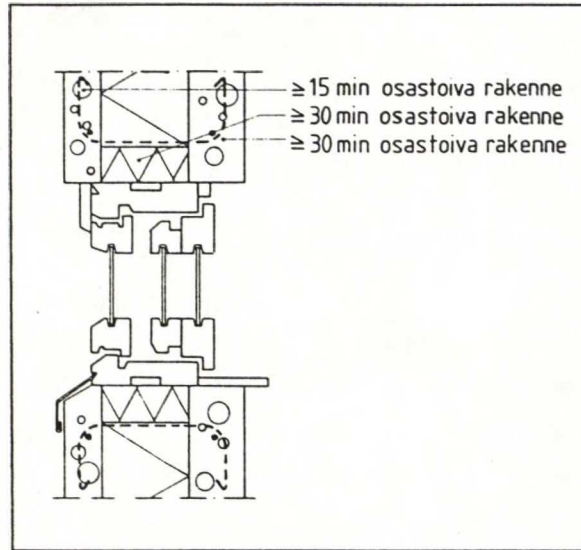 ≥15 min osastoiva rakenne
≥30 min osastoiva rakenne
≥30 min osastoiva rakenne